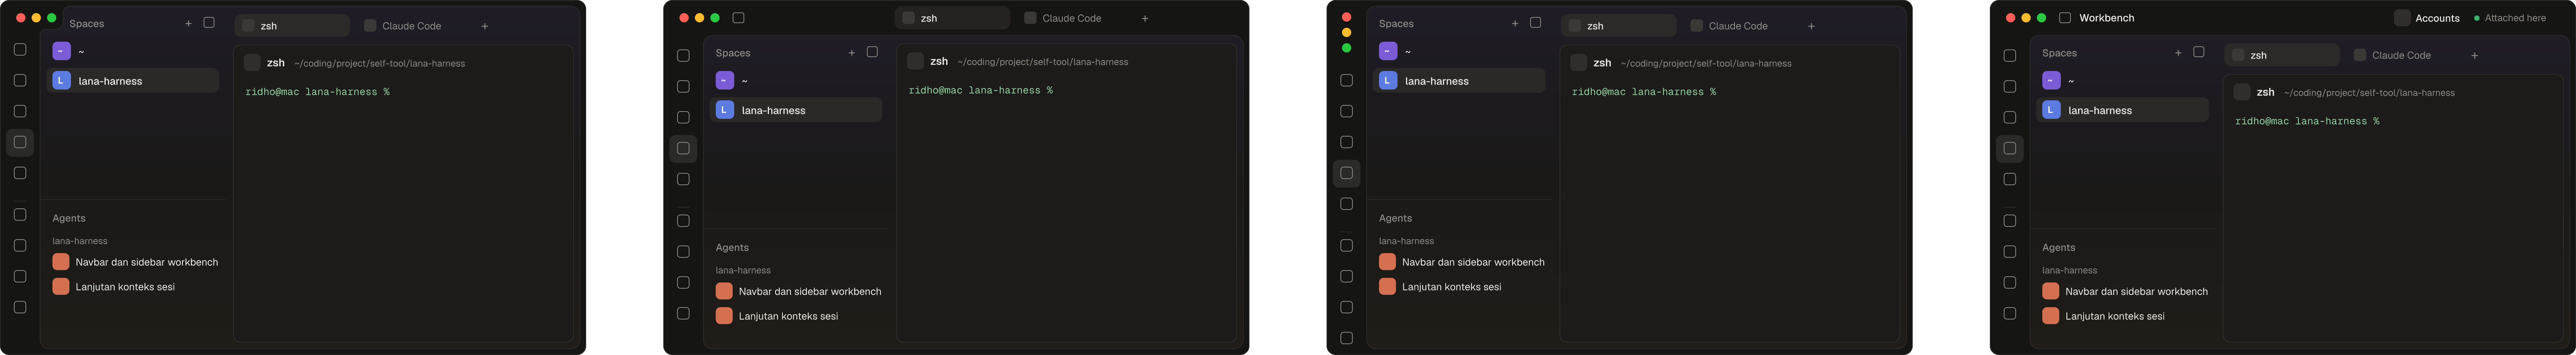 Spaces + zsh Claude Code +
~ ~ zsh ~/coding/project/self-tool/lana-harness
L lana-harness ridho@mac lana-harness %
Agents
lana-harness
Navbar dan sidebar workbench
Lanjutan konteks sesi
zsh Claude Code +
Spaces + zsh ~/coding/project/self-tool/lana-harness
~ ~ ridho@mac lana-harness %
L lana-harness
Agents
lana-harness
Navbar dan sidebar workbench
Lanjutan konteks sesi
Spaces + zsh Claude Code +
~ ~ zsh ~/coding/project/self-tool/lana-harness
L lana-harness ridho@mac lana-harness %
Agents
lana-harness
Navbar dan sidebar workbench
Lanjutan konteks sesi
Workbench Accounts Attached here
Spaces + zsh Claude Code +
~ ~ zsh ~/coding/project/self-tool/lana-harness
L lana-harness ridho@mac lana-harness %
Agents
lana-harness
Navbar dan sidebar workbench
Lanjutan konteks sesi